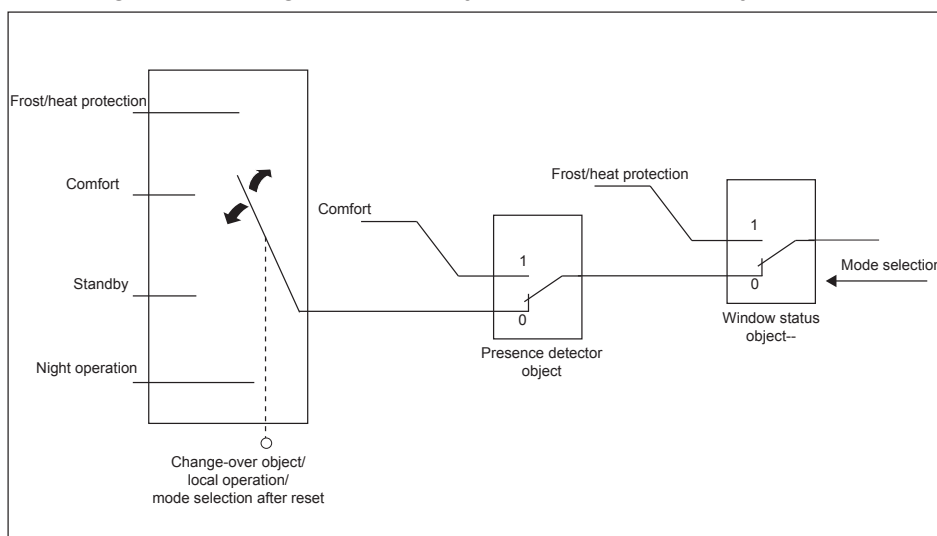 Frost/heat protection
Comfort
Standby
Night operation
Change-over object/
local operation/
mode selection after reset
Comfort
1
0
Presence detector
object
Frost/heat protection
1
0
Window status
object--
Mode selection